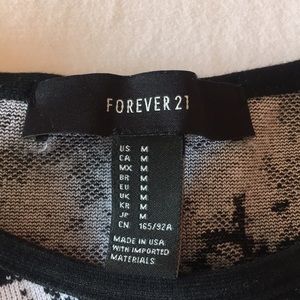 FOREVER 21
US M
CA M
MX M
BR M
EU M
UK M
KR M
JP M
CN 165/92A
MADE IN USA
WITH IMPORTED
MATERIALS